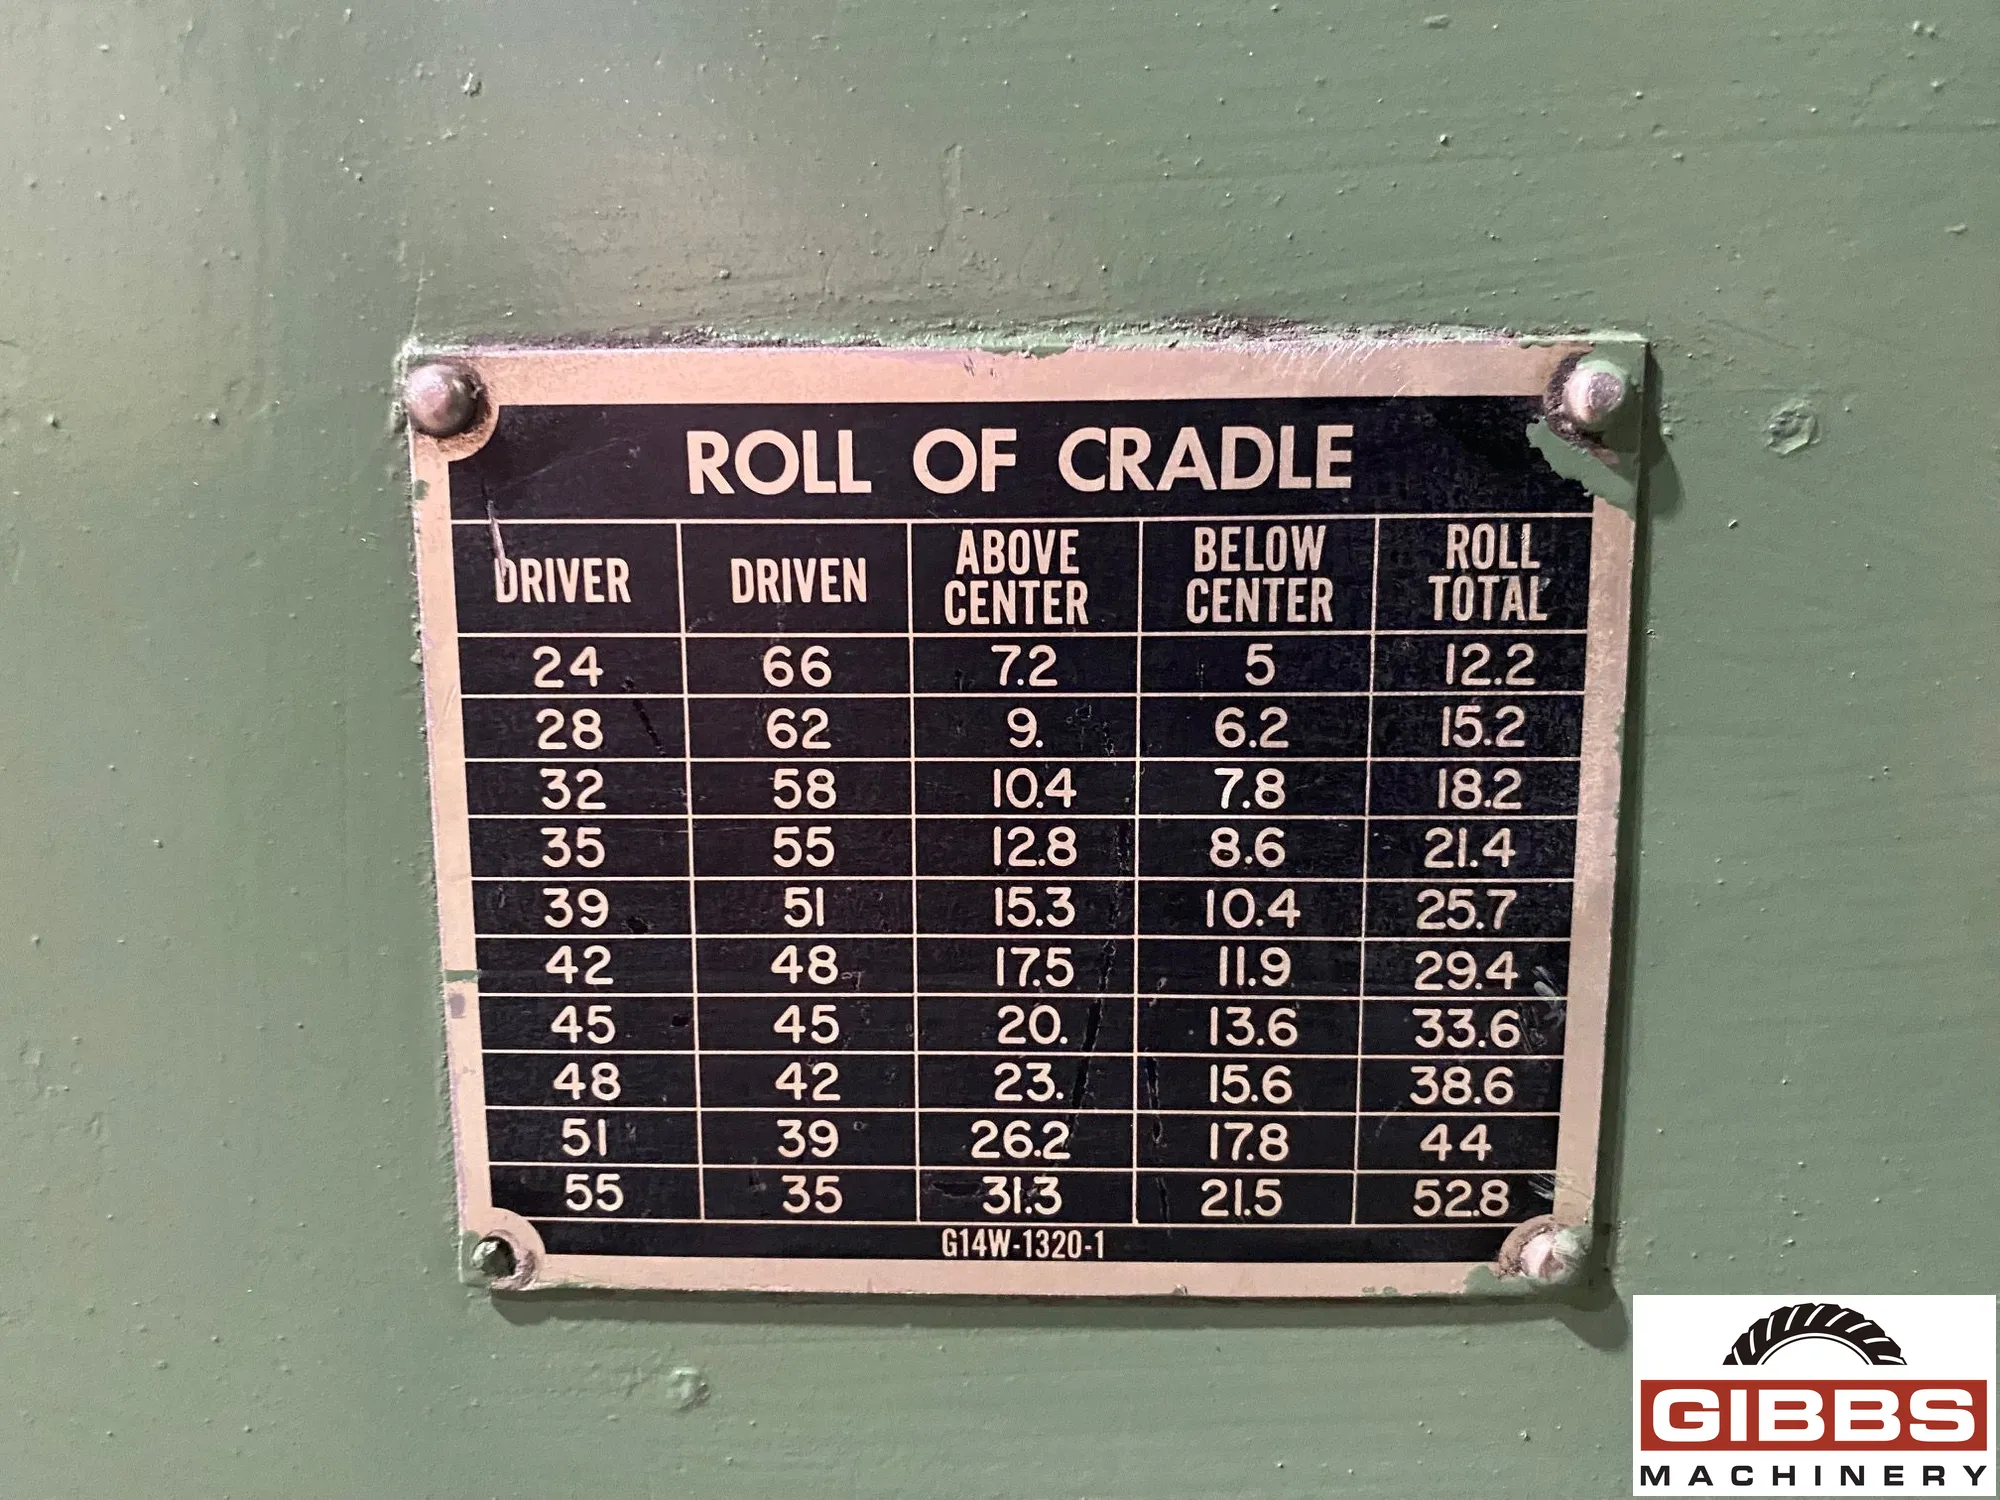 ROLL OF CRADLE
DRIVER DRIVEN ABOVE CENTER BELOW CENTER ROLL TOTAL
24 66 7.2 5 12.2
28 62 9. 6.2 15.2
32 58 10.4 7.8 18.2
35 55 12.8 8.6 21.4
39 51 15.3 10.4 25.7
42 48 17.5 11.9 29.4
45 45 20. 13.6 33.6
48 42 23. 15.6 38.6
51 39 26.2 17.8 44
55 35 31.3 21.5 52.8
G14W-1320-1
GIBBS
MACHINERY